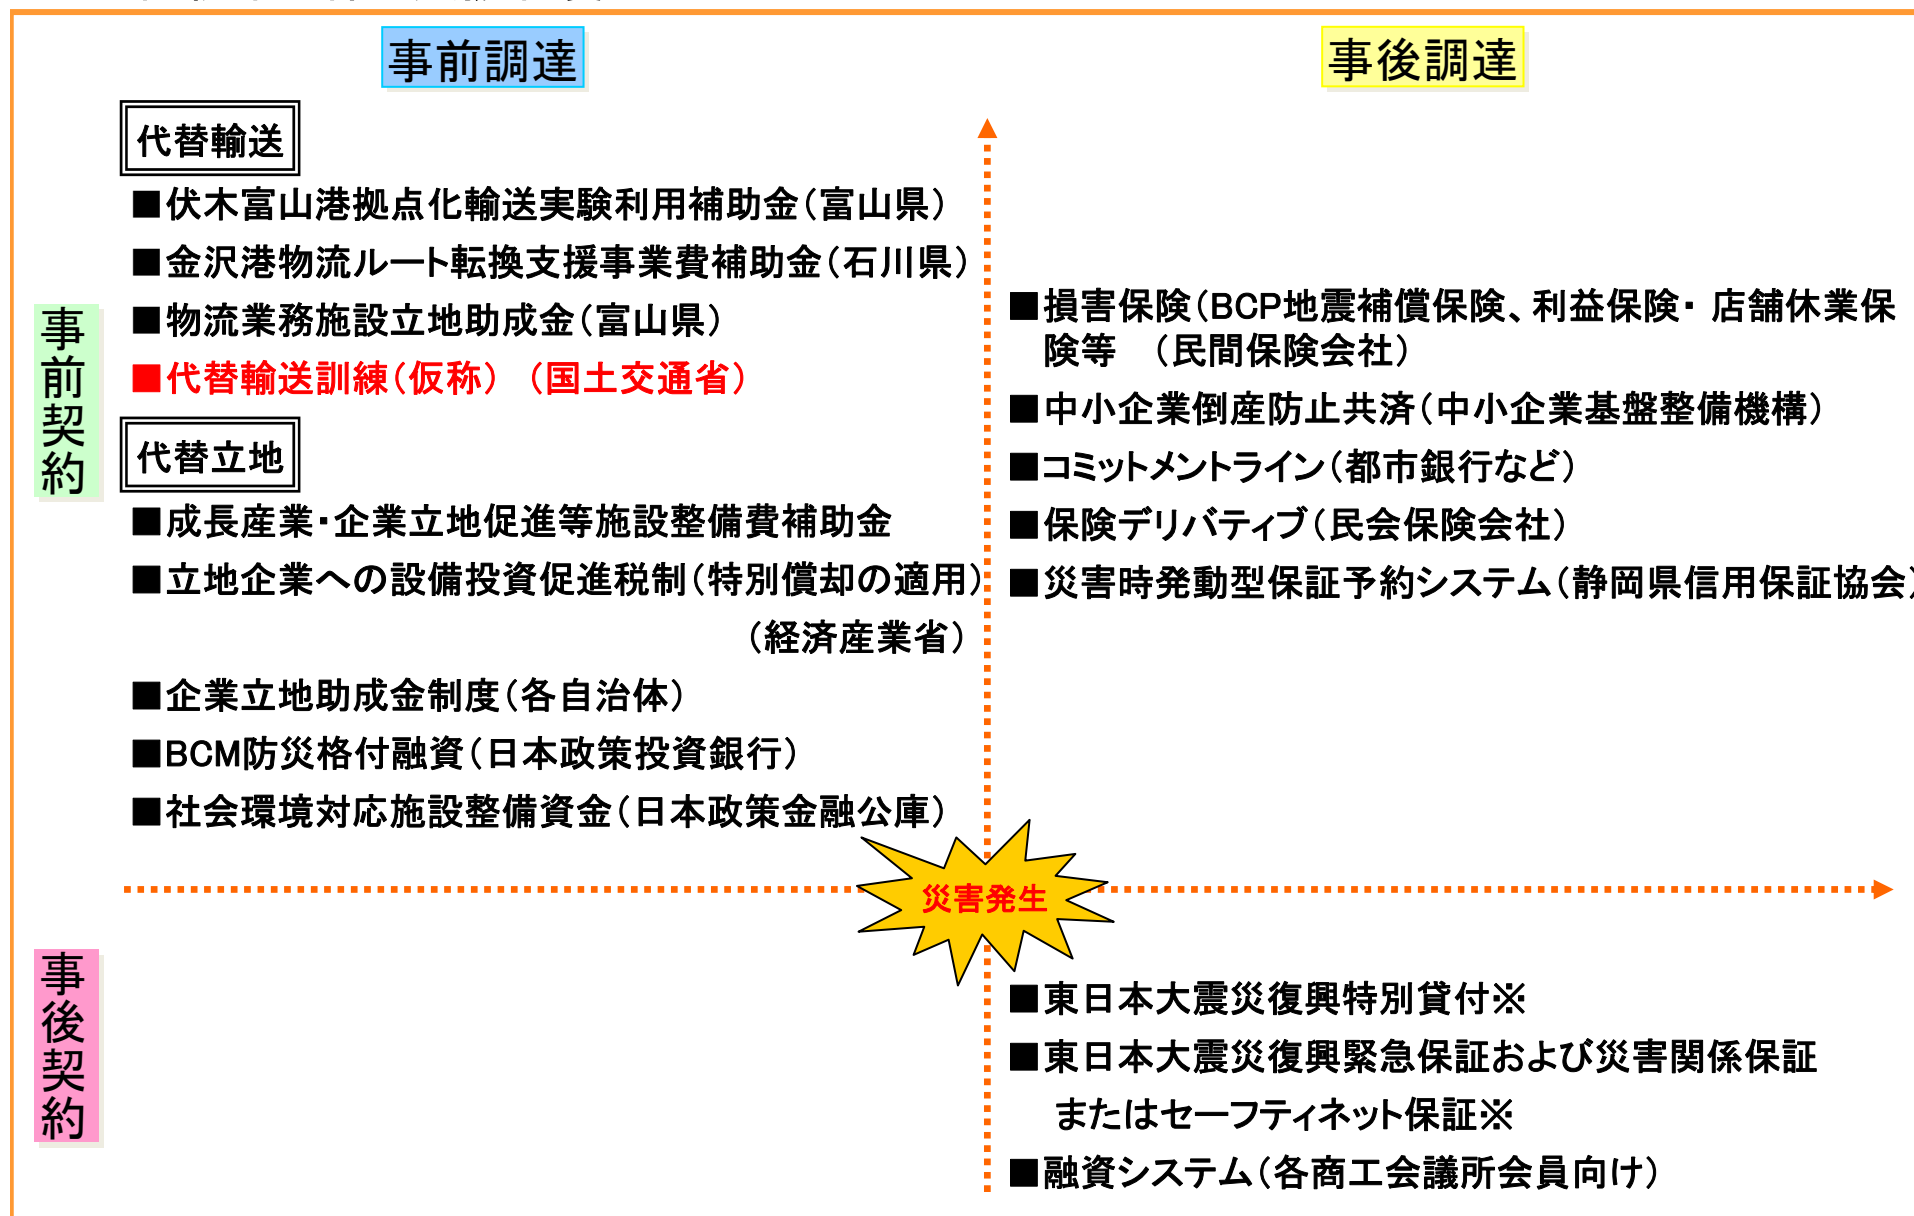 事前調達
事後調達
代替輸送
■伏木富山港拠点化輸送実験利用補助金（富山県）
■金沢港物流ルート転換支援事業費補助金（石川県）
■物流業務施設立地助成金（富山県）
■代替輸送訓練（仮称）（国土交通省）
代替立地
■成長産業・企業立地促進等施設整備費補助金
■立地企業への設備投資促進税制（特別償却の適用）
（経済産業省）
■企業立地助成金制度（各自治体）
■BCM防災格付融資（日本政策投資銀行）
■社会環境対応施設整備資金（日本政策金融公庫）
事前契約
■損害保険（BCP地震補償保険、利益保険・ 店舗休業保
険等　（民間保険会社）
■中小企業倒産防止共済（中小企業基盤整備機構）
■コミットメントライン（都市銀行など）
■保険デリバティブ（民会保険会社）
■災害時発動型保証予約システム（静岡県信用保証協会）
災害発生
事後契約
■東日本大震災復興特別貸付※
■東日本大震災復興緊急保証および災害関係保証
またはセーフティネット保証※
■融資システム（各商工会議所会員向け）